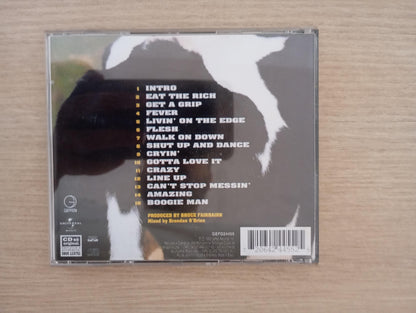 1 INTRO
2 EAT THE RICH
3 GET A GRIP
4 FEVER
5 LIVIN' ON THE EDGE
6 FLESH
7 WALK ON DOWN
8 SHUT UP AND DANCE
9 CRYIN'
10 GOTTA LOVE IT
11 CRAZY
12 LINE UP
13 CAN'T STOP MESSIN'
14 AMAZING
15 BOOGIE MAN
PRODUCED BY BRUCE FAIRBAIRN
Mixed by Brendan O'Brien
GEFFEN
UNIVERSAL